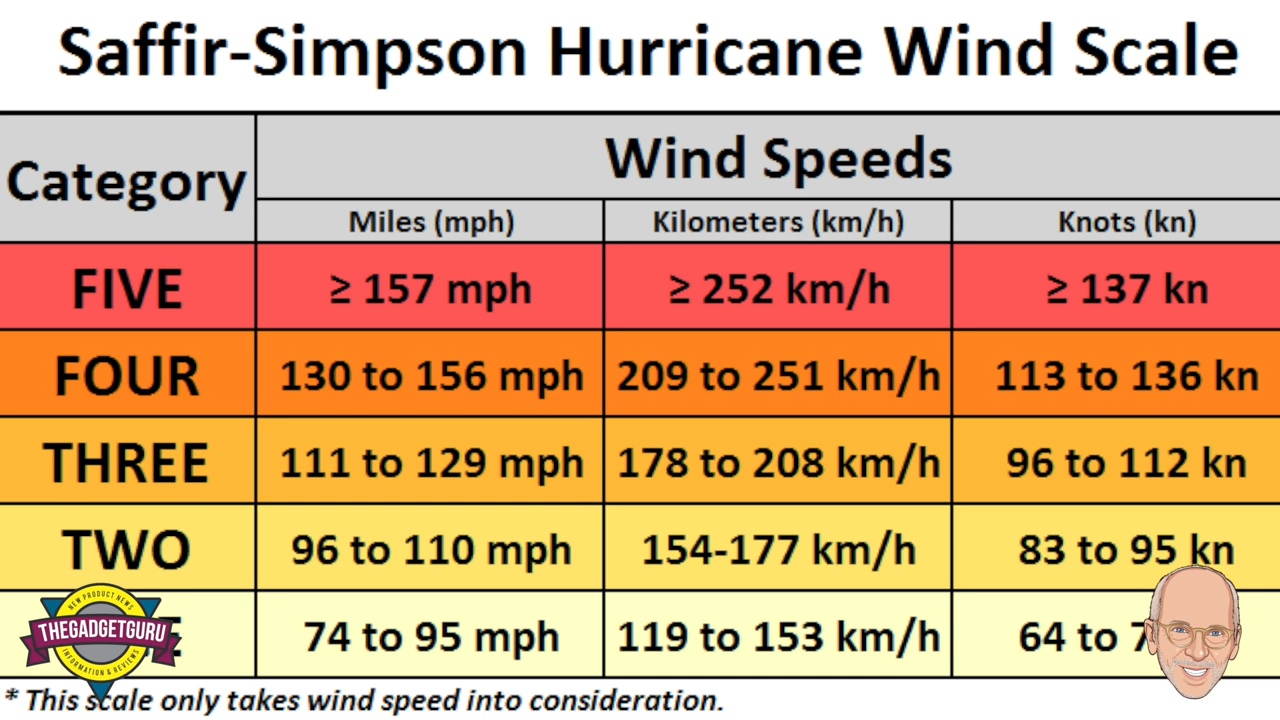 Saffir-Simpson Hurricane Wind Scale
Category
Wind Speeds
Miles (mph) Kilometers (km/h) Knots (kn)
FIVE ≥ 157 mph ≥ 252 km/h ≥ 137 kn
FOUR 130 to 156 mph 209 to 251 km/h 113 to 136 kn
THREE 111 to 129 mph 178 to 208 km/h 96 to 112 kn
TWO 96 to 110 mph 154-177 km/h 83 to 95 kn
74 to 95 mph 119 to 153 km/h 64 to
NEW PRODUCT NEWS
THEGADGETGURU
INFORMATION & REVIEWS
* This scale only takes wind speed into consideration.